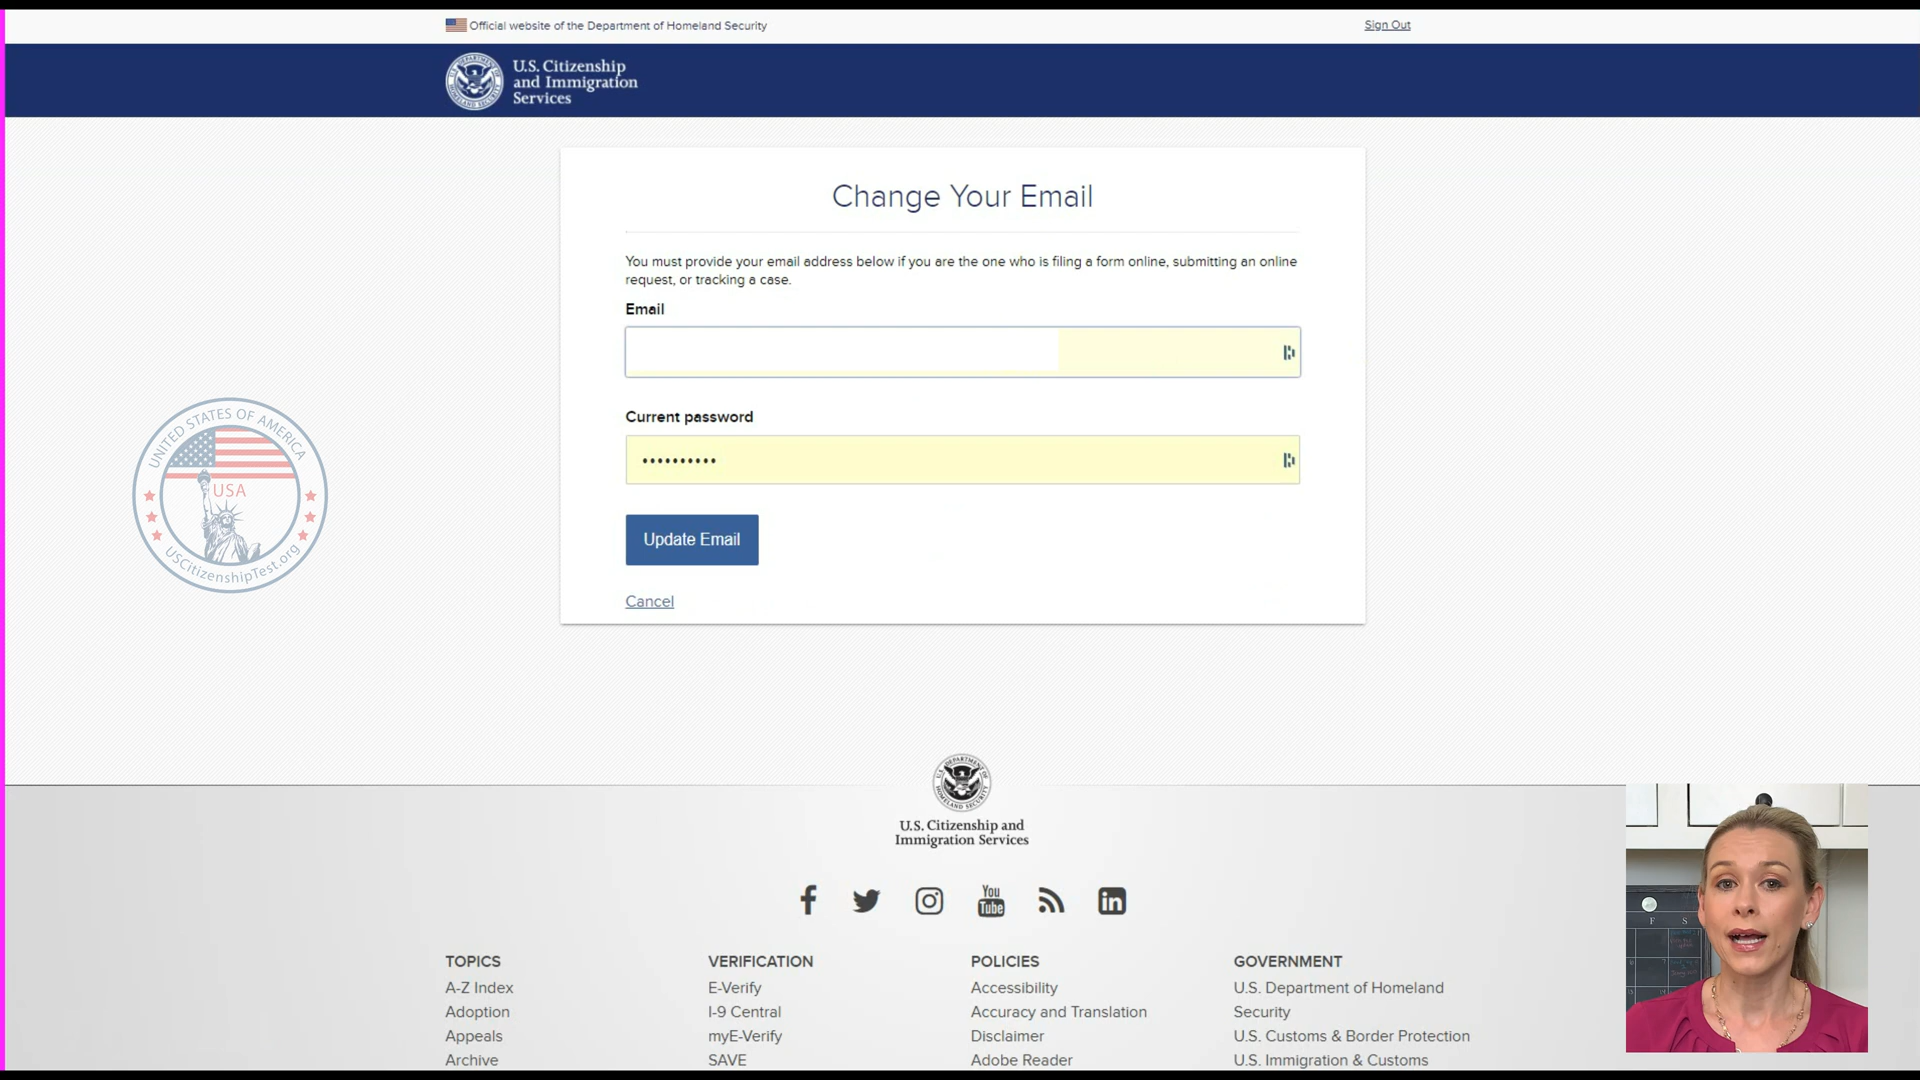 Official website of the Department of Homeland Security
Sign Out
U.S. Citizenship
and Immigration
Services
Change Your Email
You must provide your email address below if you are the one who is filing a form online, submitting an online
request, or tracking a case.
Email
Current password
••••••••••
Update Email
Cancel
UNITED STATES OF AMERICA
USA
USCitizenshipTest.org
U.S. Citizenship and
Immigration Services
You
Tube
in
TOPICS
A-Z Index
Adoption
Appeals
Archive
VERIFICATION
E-Verify
I-9 Central
myE-Verify
SAVE
POLICIES
Accessibility
Accuracy and Translation
Disclaimer
Adobe Reader
GOVERNMENT
U.S. Department of Homeland
Security
U.S. Customs & Border Protection
U.S. Immigration & Customs
F S